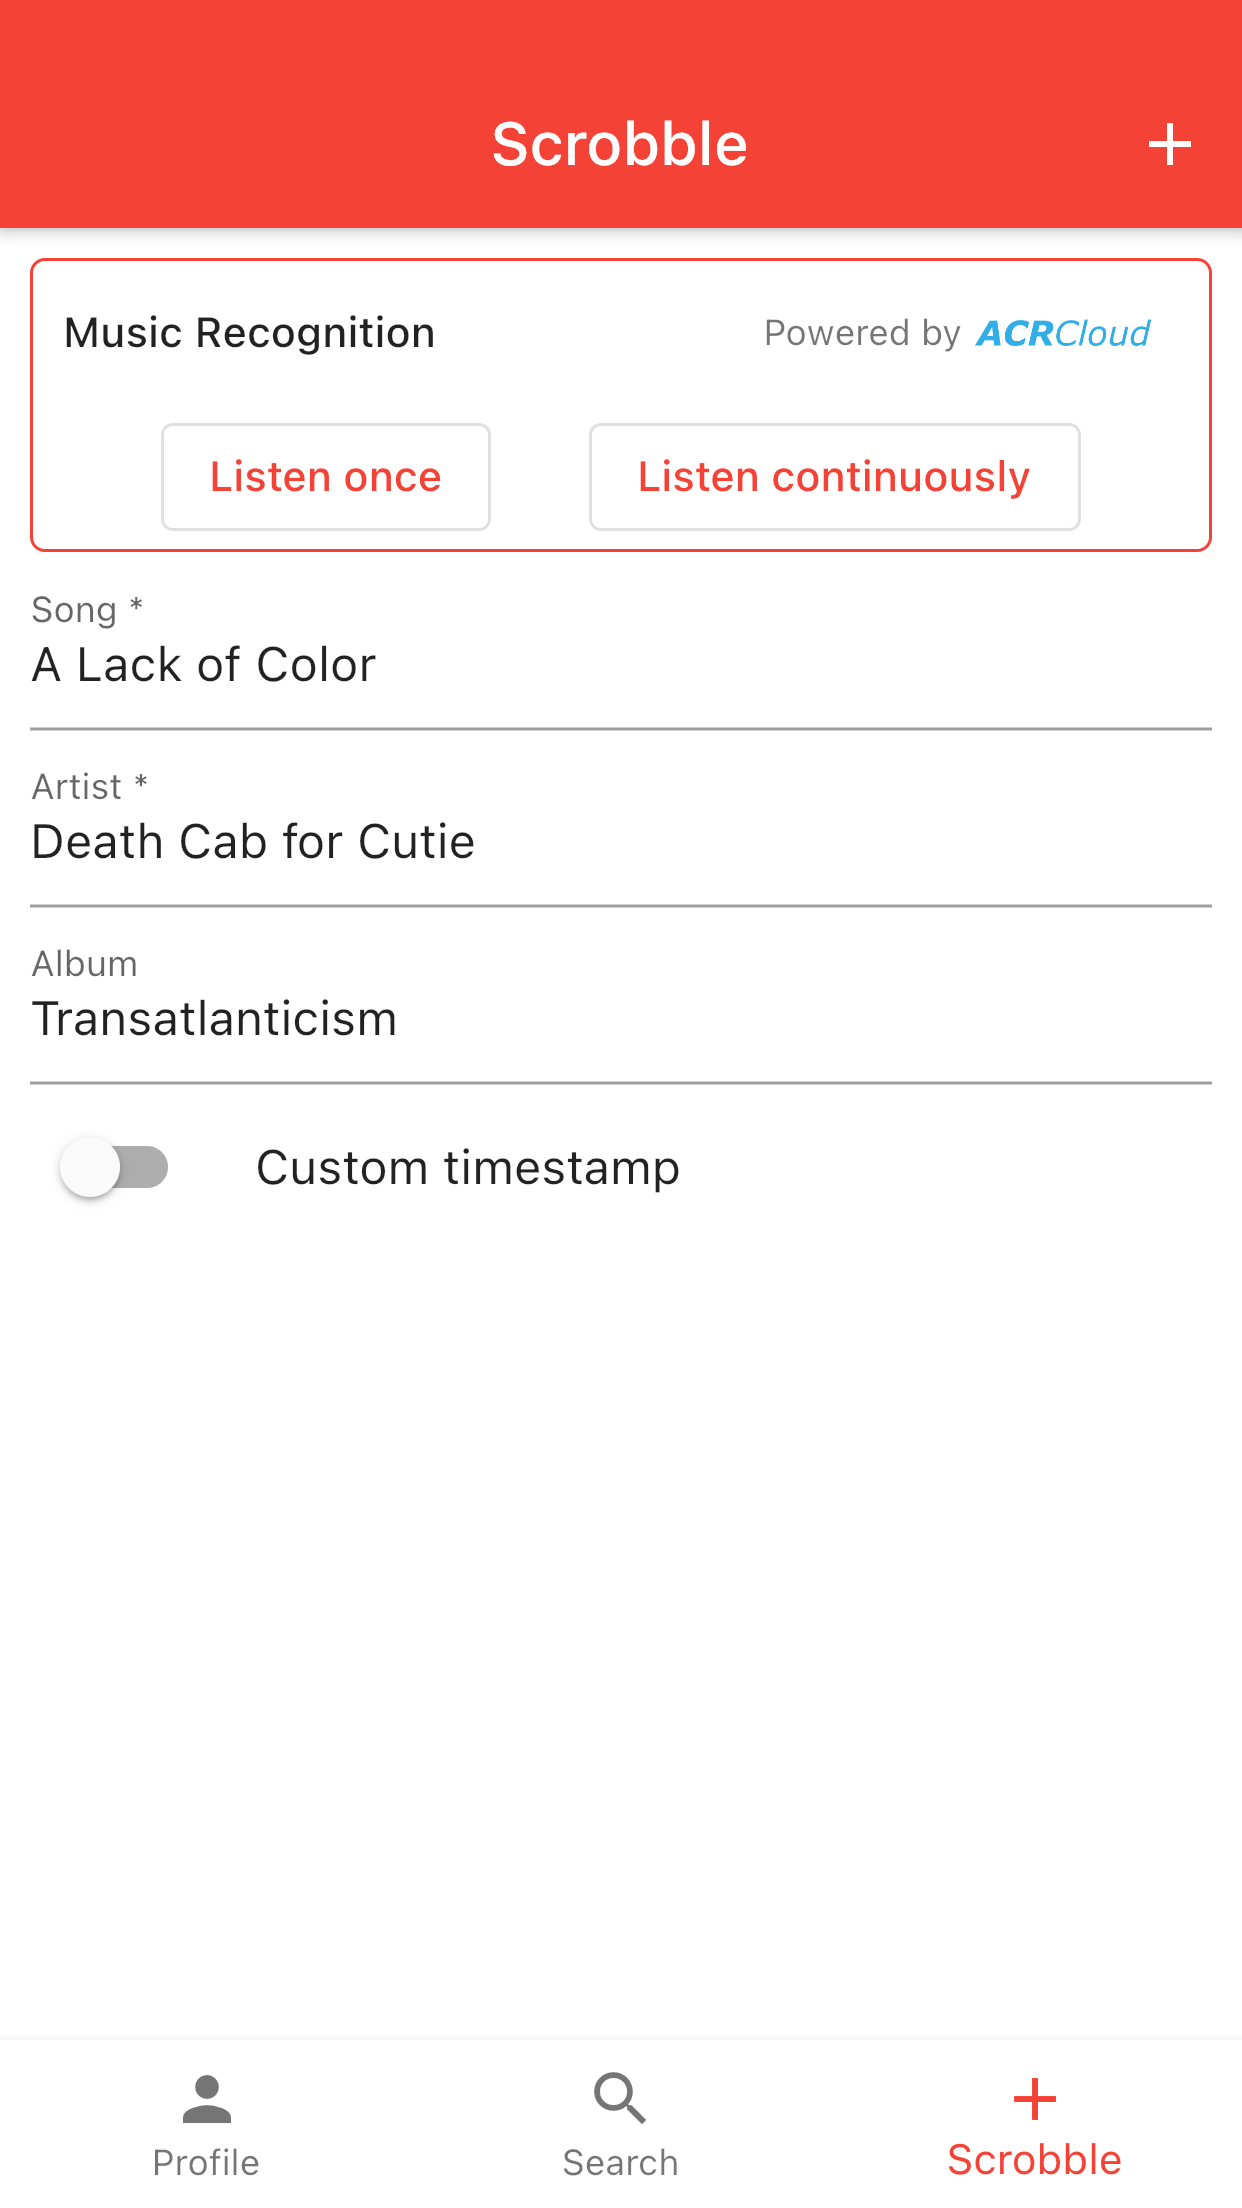 Scrobble
Music Recognition
Powered by ACRCloud
Listen once
Listen continuously
Song *
A Lack of Color
Artist *
Death Cab for Cutie
Album
Transatlanticism
Custom timestamp
Profile
Search
Scrobble